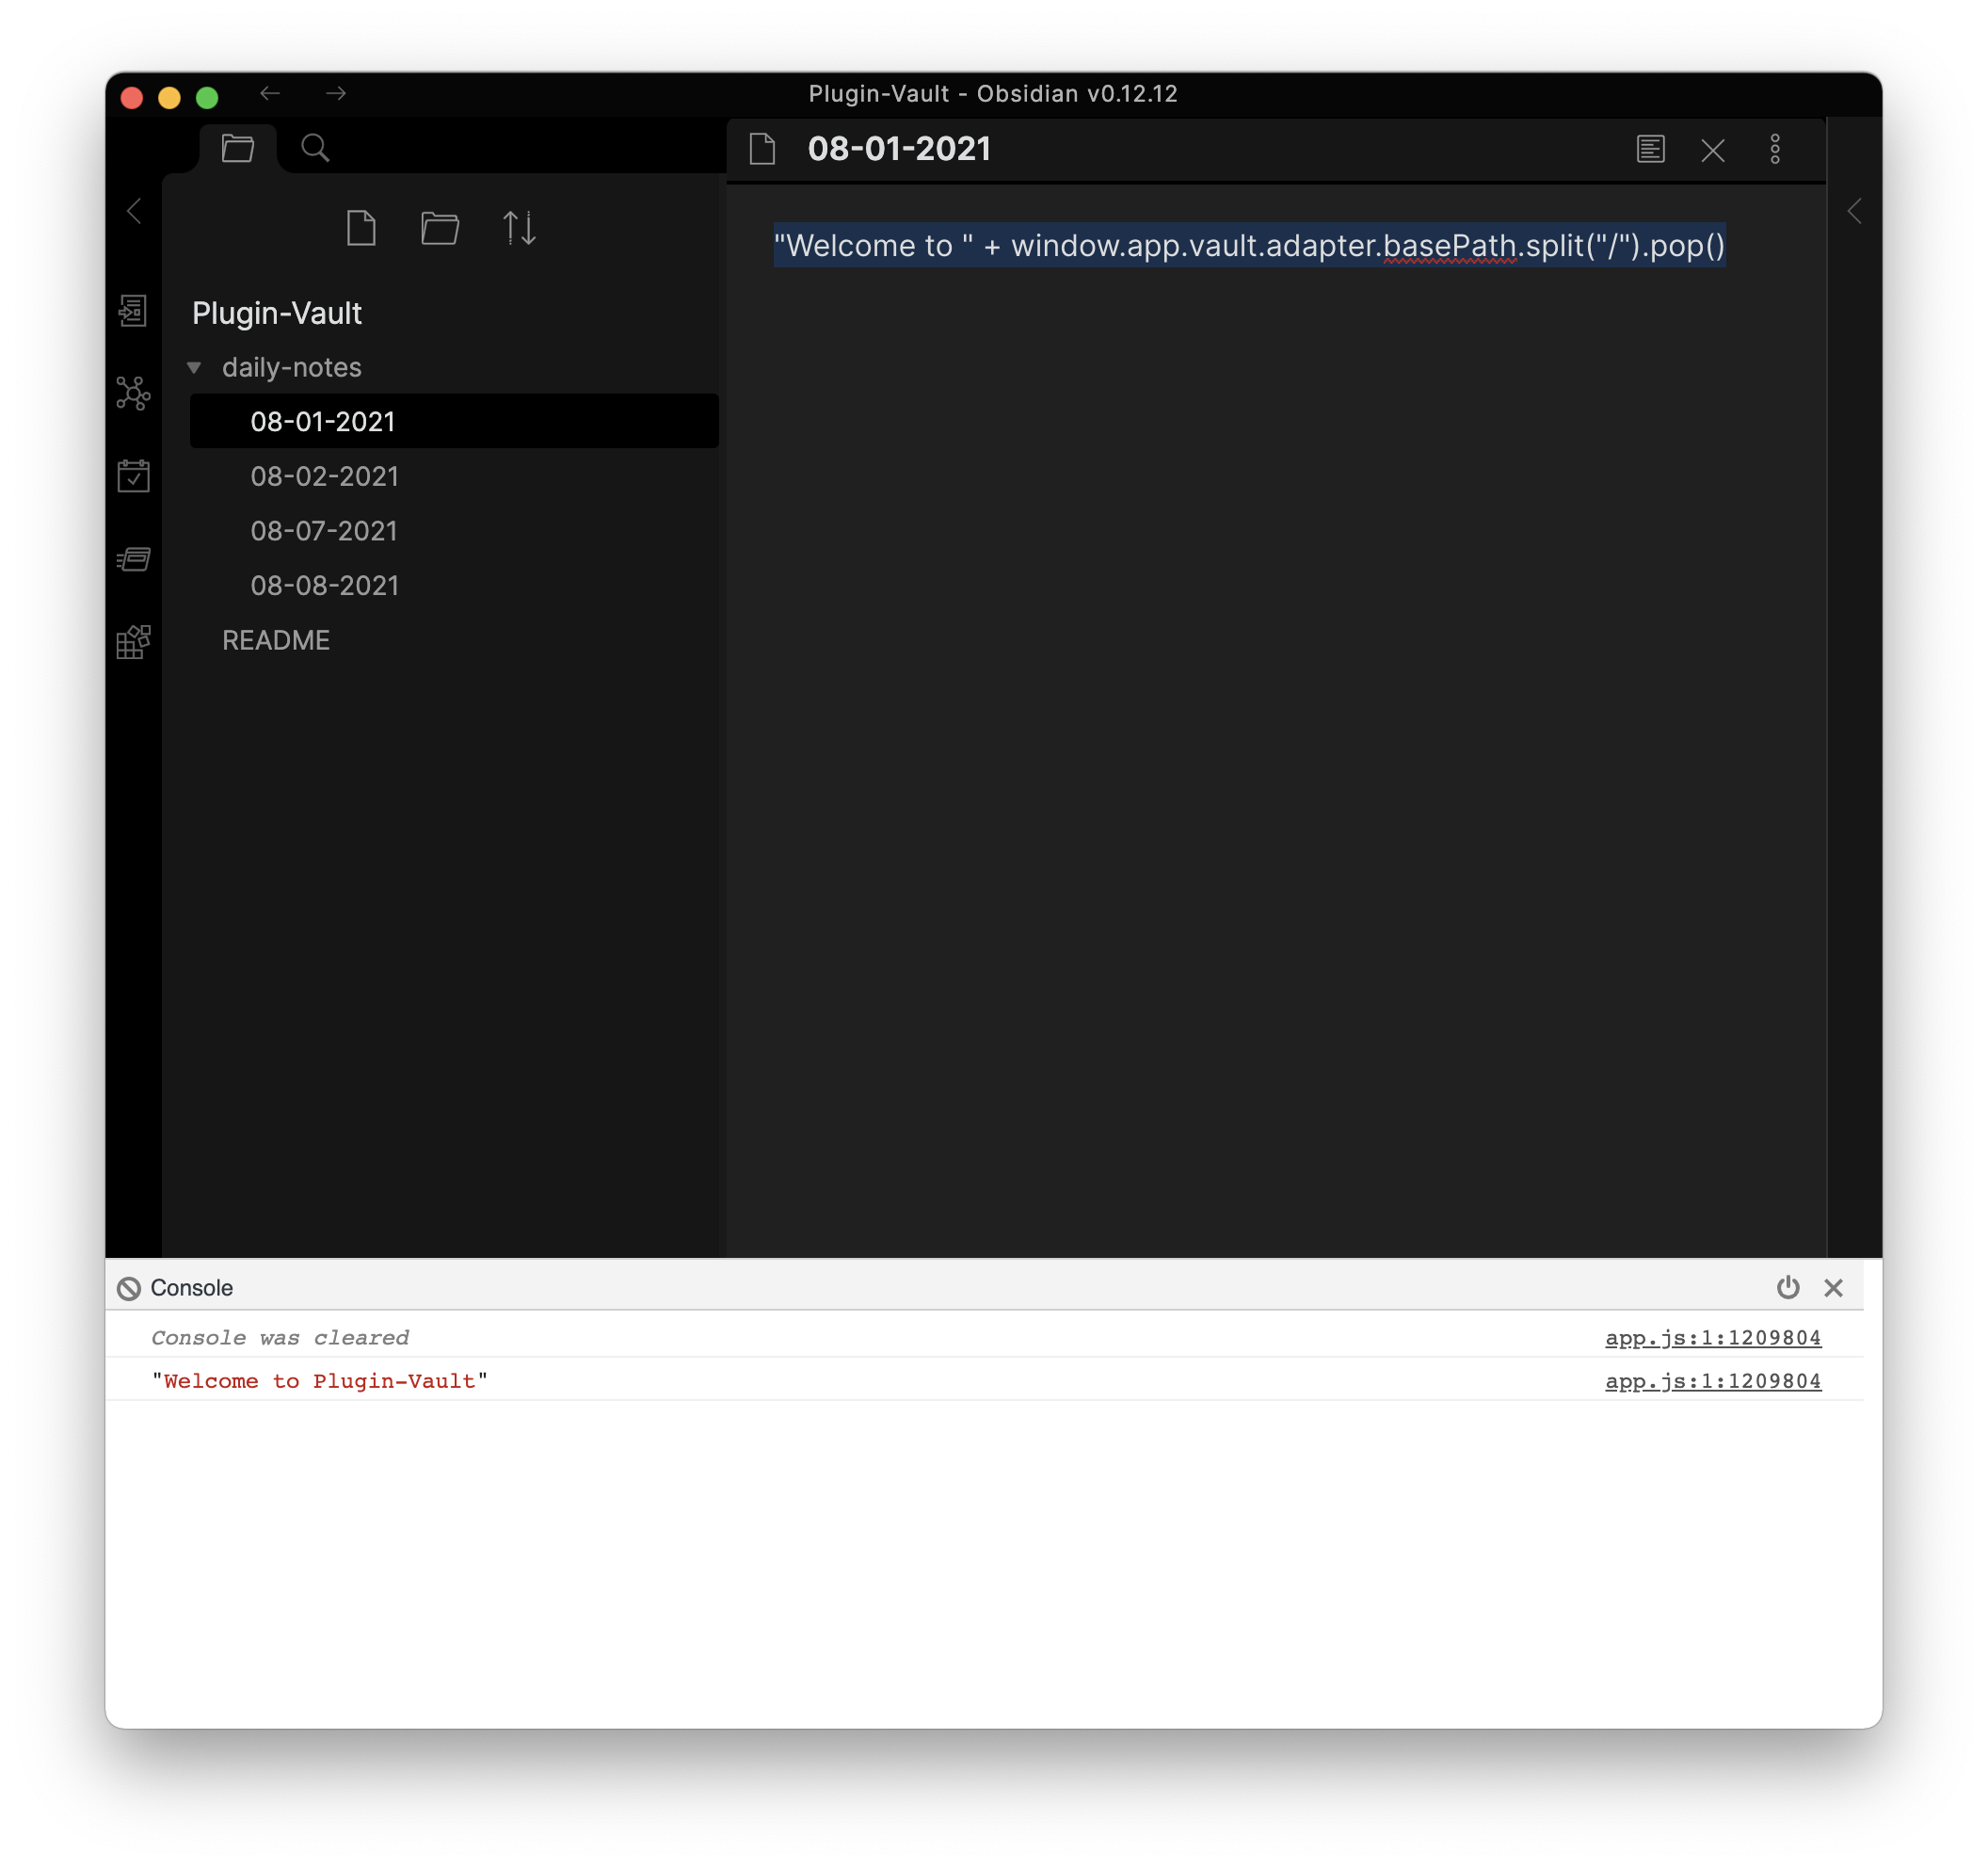 Plugin-Vault - Obsidian v0.12.12
08-01-2021
"Welcome to " + window.app.vault.adapter.basePath.split("/").pop()
Plugin-Vault
daily-notes
08-01-2021
08-02-2021
08-07-2021
08-08-2021
README
Console
Console was cleared app.js:1:1209804
"Welcome to Plugin-Vault" app.js:1:1209804